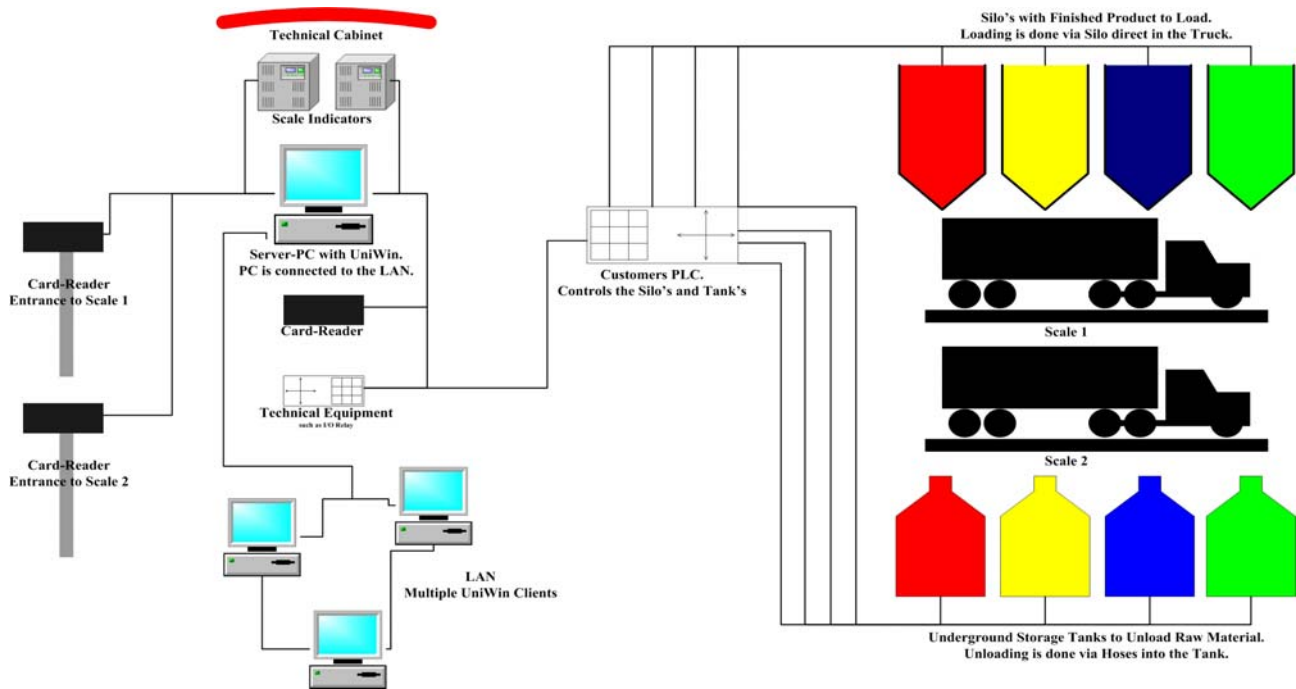 Technical Cabinet
Scale Indicators
Server-PC with UniWin.
PC is connected to the LAN.
Card-Reader
Entrance to Scale 1
Card-Reader
Technical Equipment
such as I/O Relay
Card-Reader
Entrance to Scale 2
LAN
Multiple UniWin Clients
Customers PLC.
Controls the Silo's and Tank's
Silo's with Finished Product to Load.
Loading is done via Silo direct in the Truck.
Scale 1
Scale 2
Underground Storage Tanks to Unload Raw Material.
Unloading is done via Hoses into the Tank.